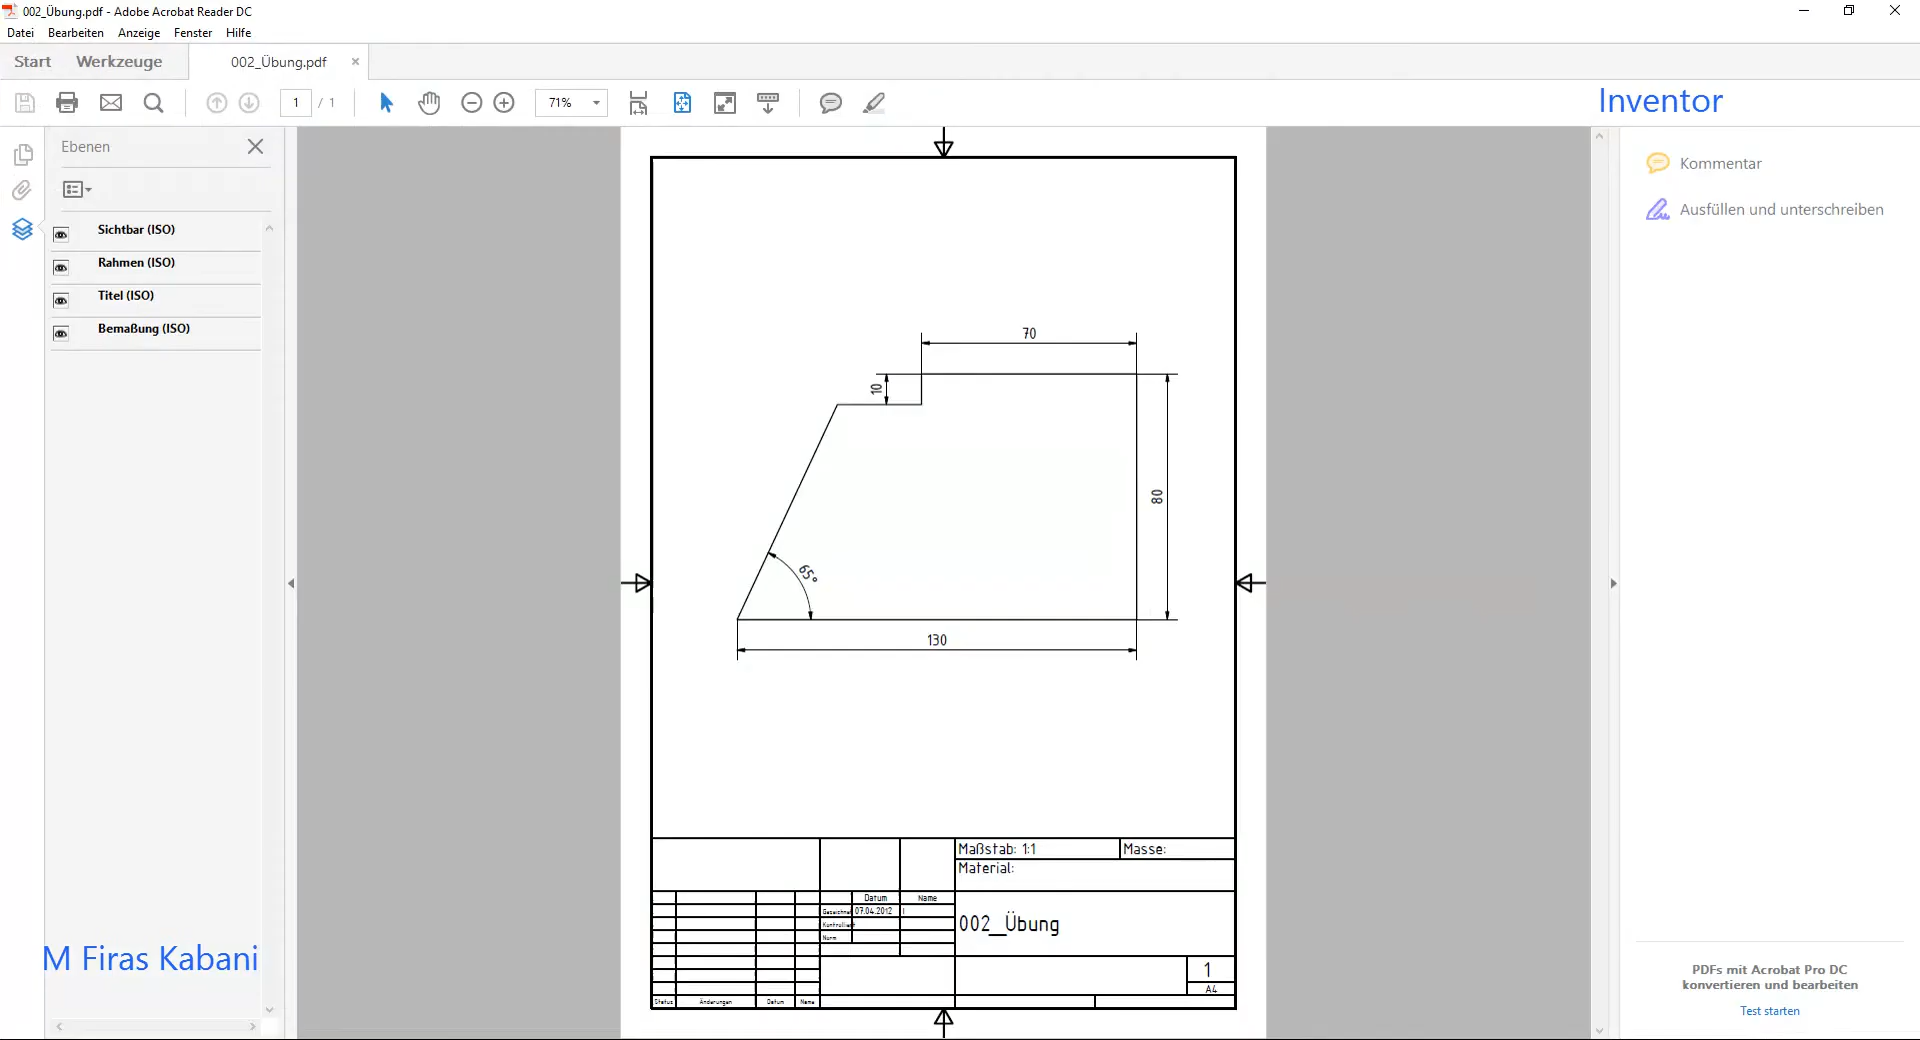 002_Übung.pdf - Adobe Acrobat Reader DC
Datei Bearbeiten Anzeige Fenster Hilfe
Start Werkzeuge 002_Übung.pdf ×
1 / 1 71% Inventor
Ebenen
Sichtbar (ISO)
Rahmen (ISO)
Titel (ISO)
Bemaßung (ISO)
Kommentar
Ausfüllen und unterschreiben
70
10
80
65°
130
Maßstab: 1:1 Masse:
Material:
Datum Name
Gezeichnet 07.04.2012 I
Kontrolliert
Norm
002_Übung
1
A4
Status Änderungen Datum Name
M Firas Kabani
PDFs mit Acrobat Pro DC
konvertieren und bearbeiten
Test starten